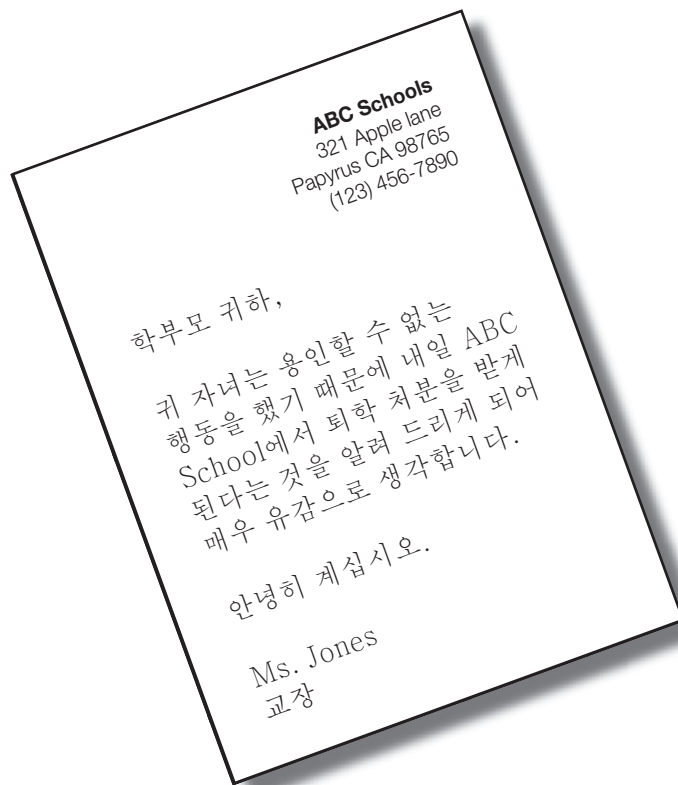 ABC Schools
321 Apple lane
Papyrus CA 98765
(123) 456-7890
학부모 귀하,
귀 자녀는 용인할 수 없는
행동을 했기 때문에 내일 ABC
School에서 퇴학 처분을 받게
된다는 것을 알려 드리게 되어
매우 유감으로 생각합니다.
안녕히 계십시오.
Ms. Jones
교장